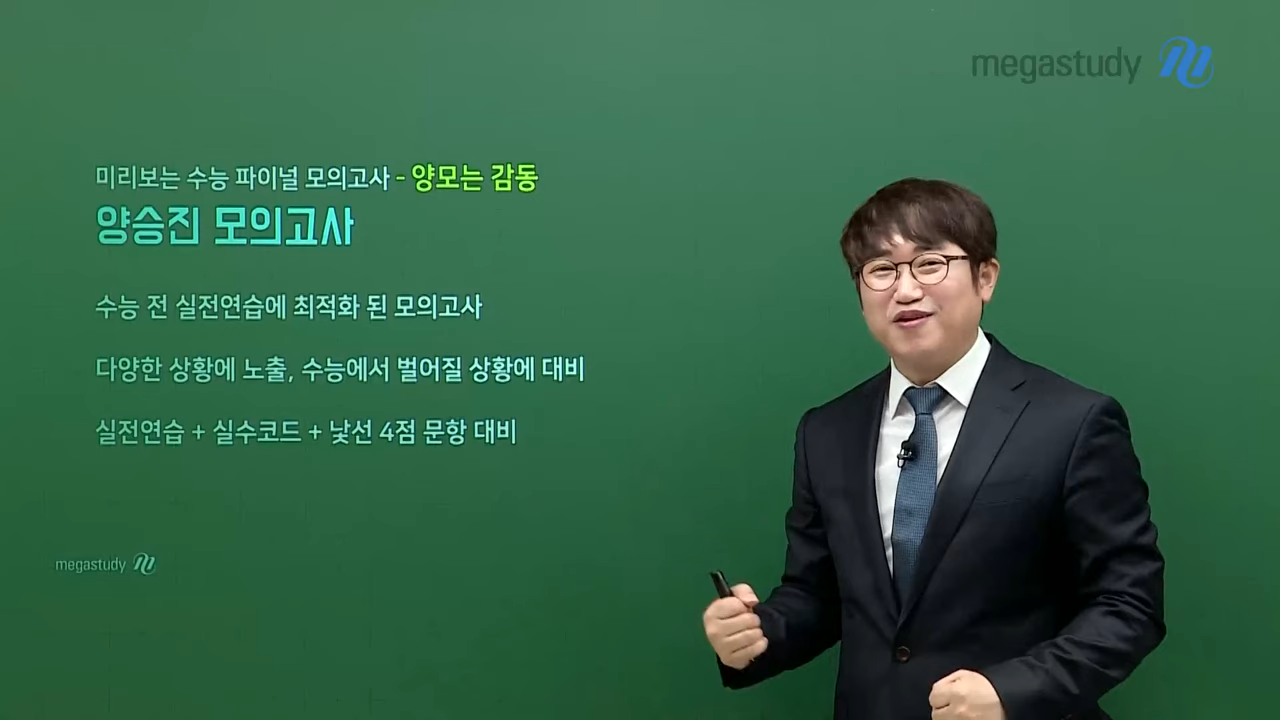 megastudy
미리보는 수능 파이널 모의고사 - 양모는 감동
양승진 모의고사
수능 전 실전연습에 최적화 된 모의고사
다양한 상황에 노출, 수능에서 벌어질 상황에 대비
실전연습 + 실수코드 + 낯선 4점 문항 대비
megastudy